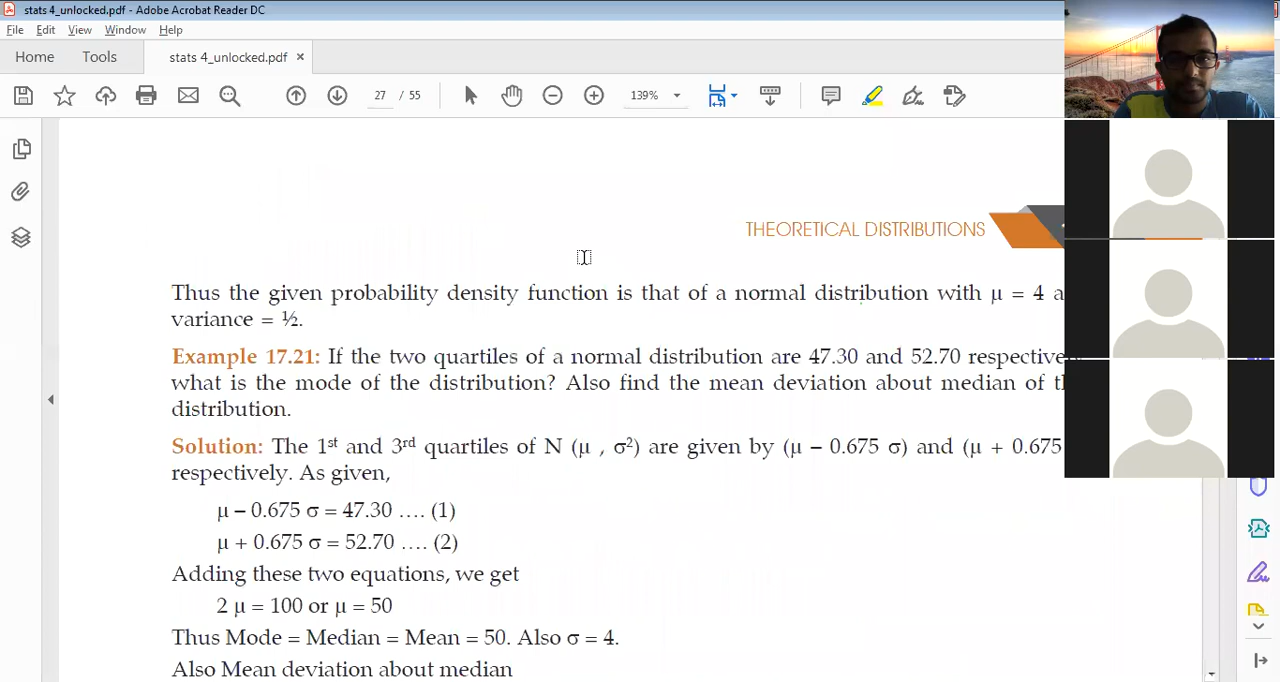 stats 4_unlocked.pdf - Adobe Acrobat Reader DC
File Edit View Window Help
Home Tools stats 4_unlocked.pdf ×
27 / 55 139%
THEORETICAL DISTRIBUTIONS
Thus the given probability density function is that of a normal distribution with μ = 4 a
variance = ½.
Example 17.21: If the two quartiles of a normal distribution are 47.30 and 52.70 respectively
what is the mode of the distribution? Also find the mean deviation about median of
distribution.
Solution: The 1st and 3rd quartiles of N (μ , σ²) are given by (μ – 0.675 σ) and (μ + 0.675
respectively. As given,
μ – 0.675 σ = 47.30 …. (1)
μ + 0.675 σ = 52.70 …. (2)
Adding these two equations, we get
2 μ = 100 or μ = 50
Thus Mode = Median = Mean = 50. Also σ = 4.
Also Mean deviation about median